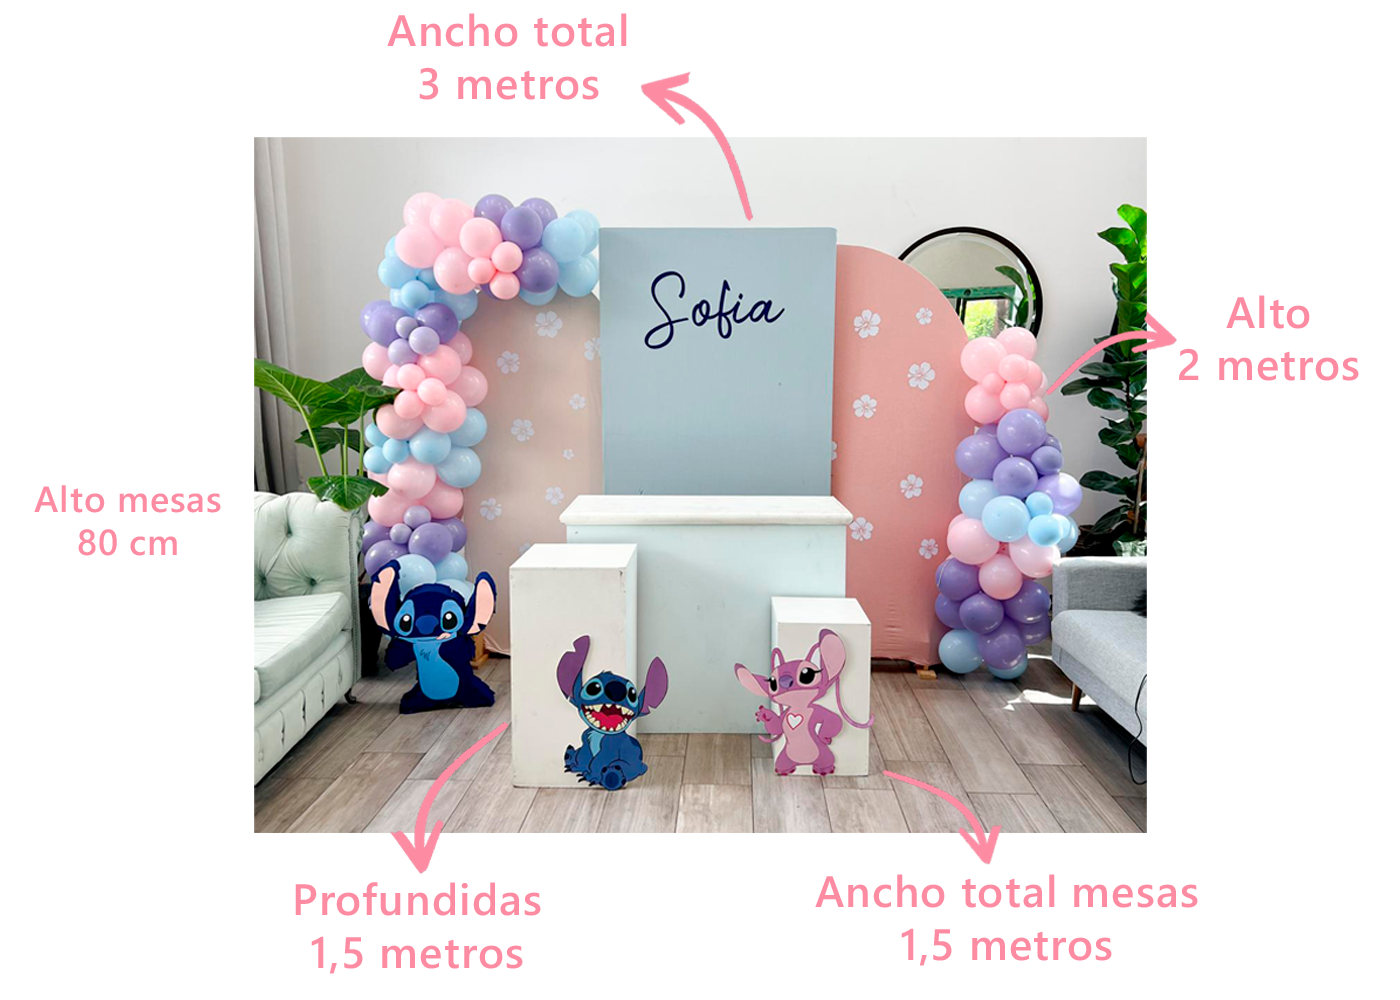 Ancho total
3 metros
Sofia
Alto
2 metros
Alto mesas
80 cm
Profundidas
1,5 metros
Ancho total mesas
1,5 metros